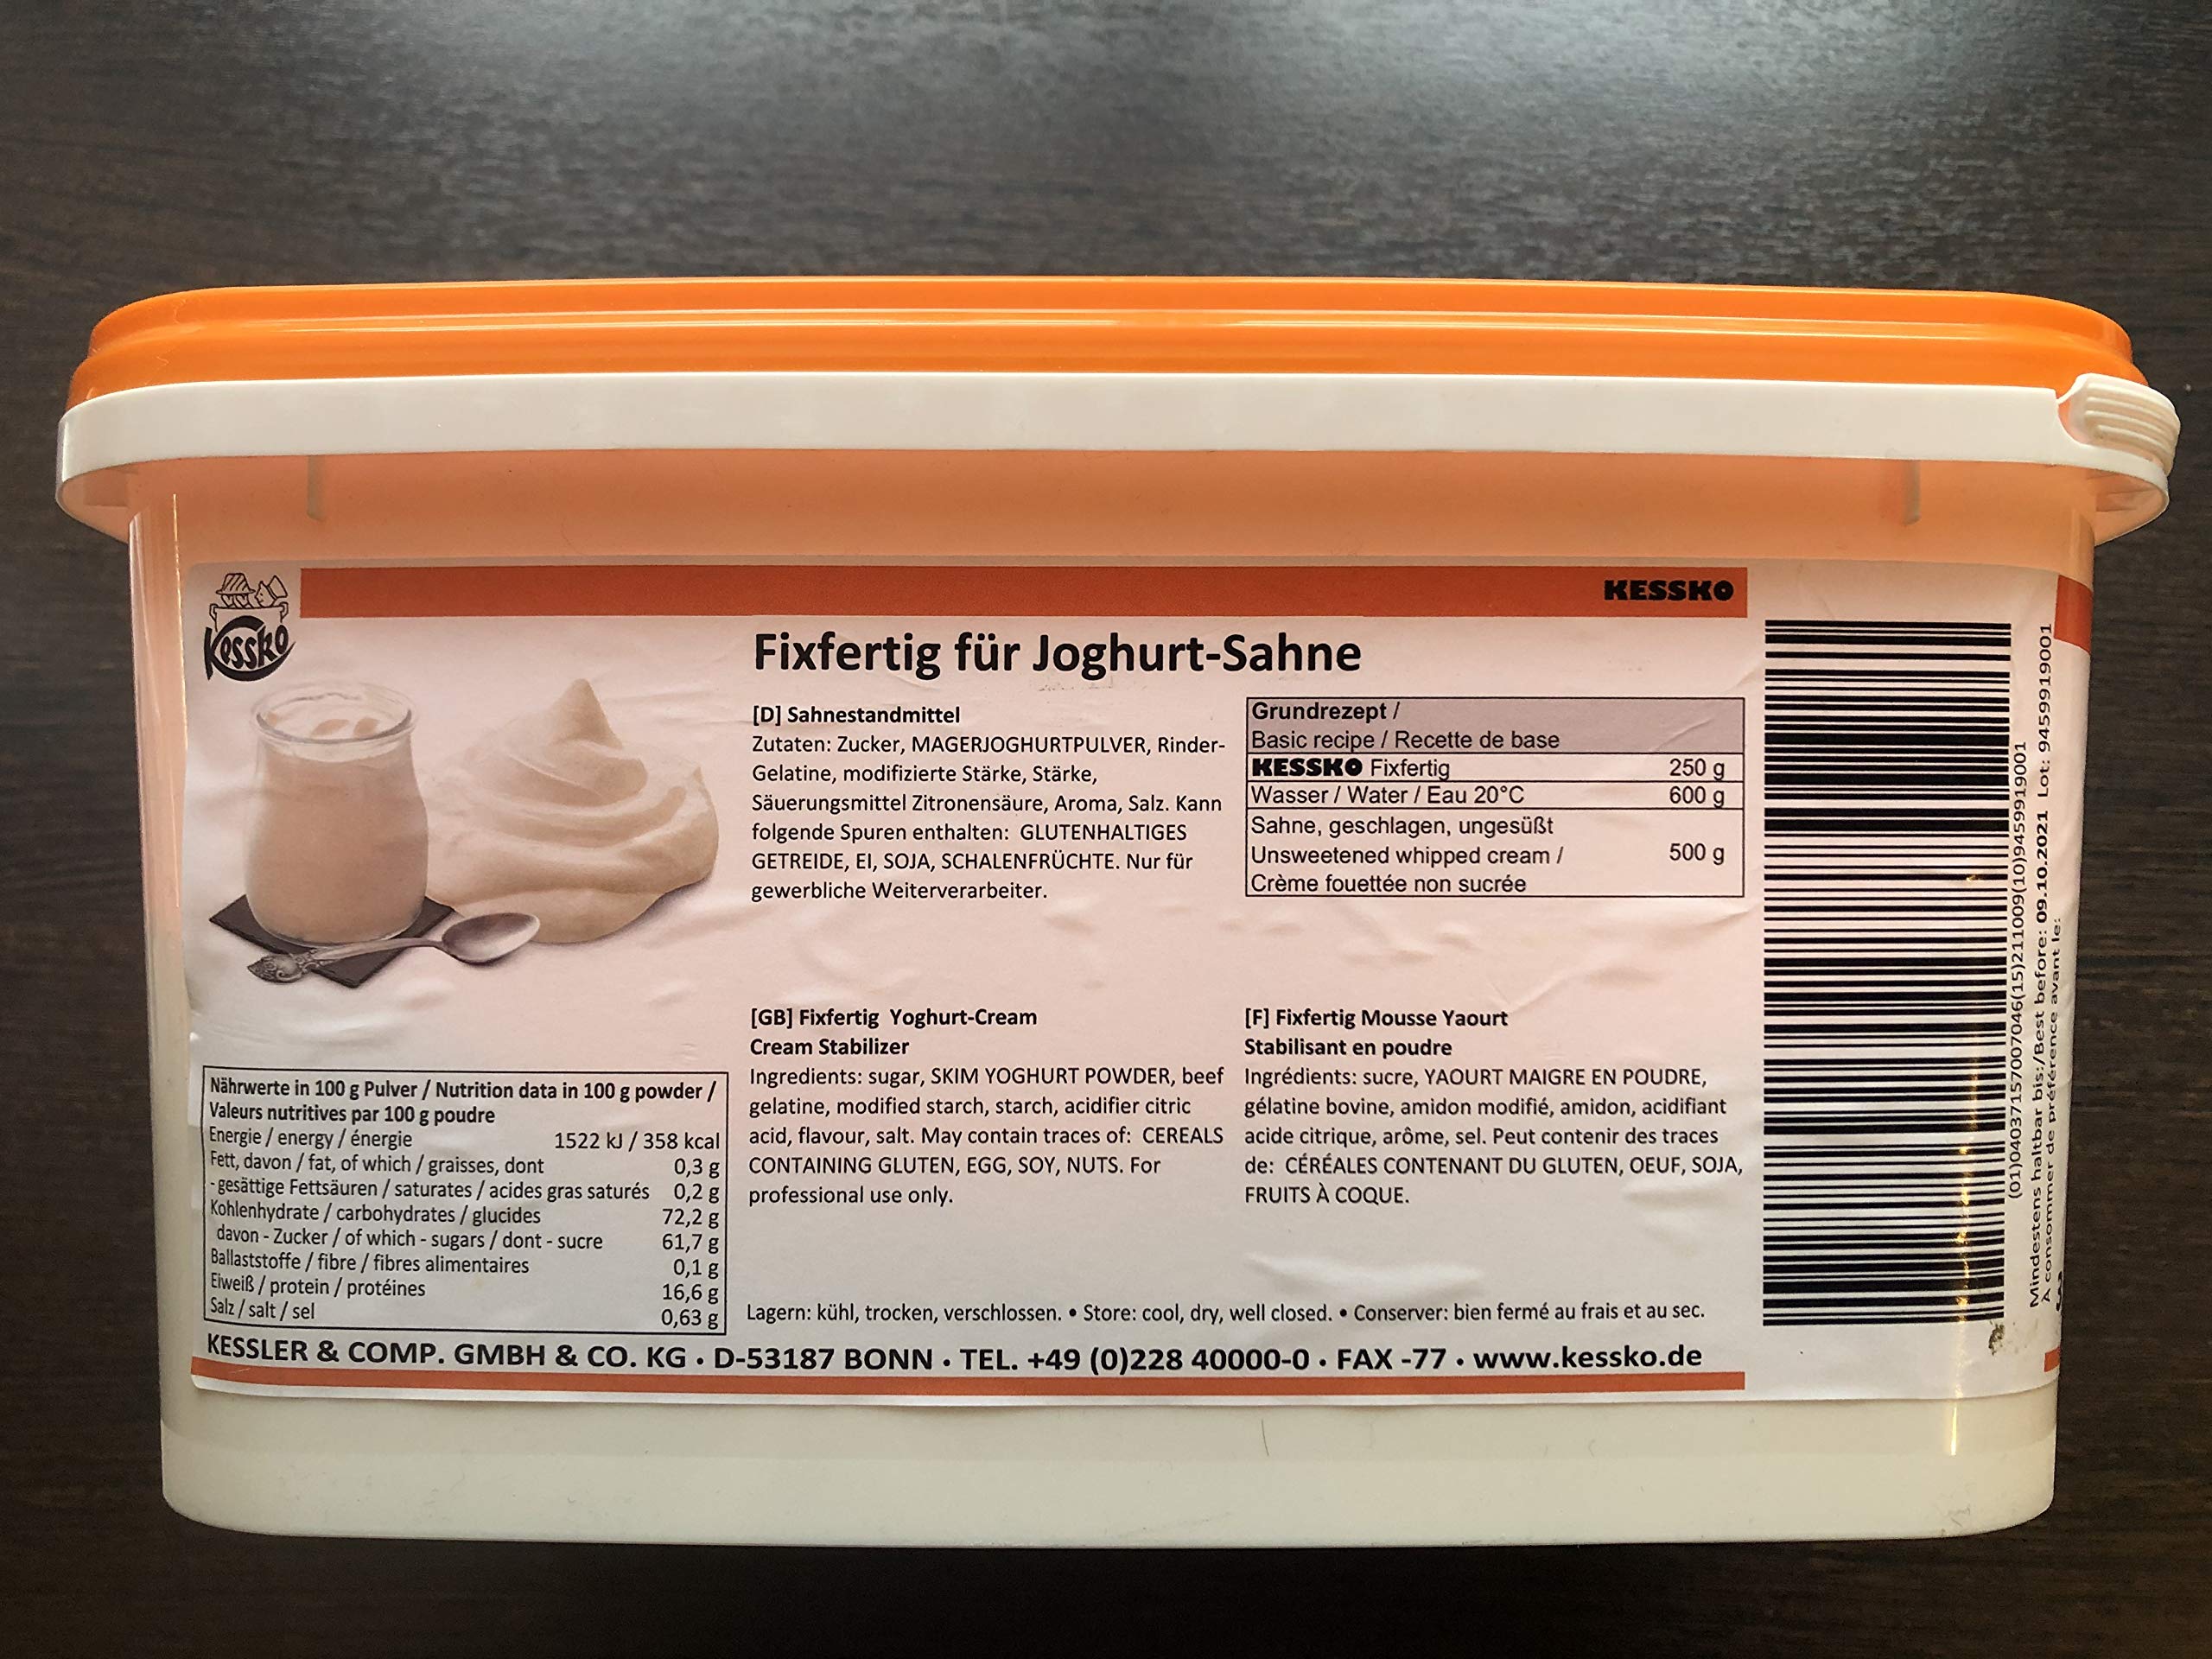 Kessko
KESSKO
Fixfertig für Joghurt-Sahne
[D] Sahnestandmittel
Zutaten: Zucker, MAGERJOGHURTPULVER, Rinder-
Gelatine, modifizierte Stärke, Stärke,
Säuerungsmittel Zitronensäure, Aroma, Salz. Kann
folgende Spuren enthalten: GLUTENHALTIGES
GETREIDE, EI, SOJA, SCHALENFRÜCHTE. Nur für
gewerbliche Weiterverarbeiter.
Grundrezept /
Basic recipe / Recette de base
KESSKO Fixfertig 250 g
Wasser / Water / Eau 20°C 600 g
Sahne, geschlagen, ungesüßt
Unsweetened whipped cream / 500 g
Crème fouettée non sucrée
[GB] Fixfertig Yoghurt-Cream
Cream Stabilizer
Ingredients: sugar, SKIM YOGHURT POWDER, beef
gelatine, modified starch, starch, acidifier citric
acid, flavour, salt. May contain traces of: CEREALS
CONTAINING GLUTEN, EGG, SOY, NUTS. For
professional use only.
[F] Fixfertig Mousse Yaourt
Stabilisant en poudre
Ingrédients: sucre, YAOURT MAIGRE EN POUDRE,
gélatine bovine, amidon modifié, amidon, acidifiant
acide citrique, arôme, sel. Peut contenir des traces
de: CÉRÉALES CONTENANT DU GLUTEN, OEUF, SOJA,
FRUITS À COQUE.
Nährwerte in 100 g Pulver / Nutrition data in 100 g powder /
Valeurs nutritives par 100 g poudre
Energie / energy / énergie 1522 kJ / 358 kcal
Fett, davon / fat, of which / graisses, dont 0,3 g
- gesättige Fettsäuren / saturates / acides gras saturés 0,2 g
Kohlenhydrate / carbohydrates / glucides 72,2 g
davon - Zucker / of which - sugars / dont - sucre 61,7 g
Ballaststoffe / fibre / fibres alimentaires 0,1 g
Eiweiß / protein / protéines 16,6 g
Salz / salt / sel 0,63 g
Lagern: kühl, trocken, verschlossen. • Store: cool, dry, well closed. • Conserver: bien fermé au frais et au sec.
KESSLER & COMP. GMBH & CO. KG • D-53187 BONN • TEL. +49 (0)228 40000-0 • FAX -77 • www.kessko.de
(01)04037157007046(15)211009(10)9459919001
Mindestens haltbar bis:/Best before: 09.10.2021 Lot: 9459919001
A consommer de préférence avant le: